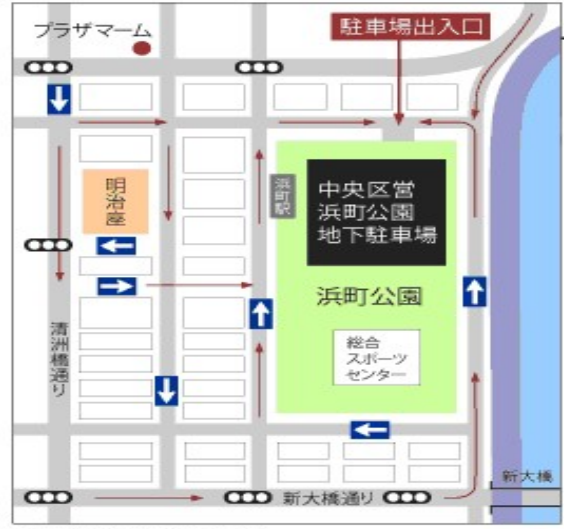 プラザマーム
駐車場出入口
明治座
浜町駅
中央区営
浜町公園
地下駐車場
浜町公園
総合
スポーツ
センター
清洲橋通り
新大橋
新大橋通り